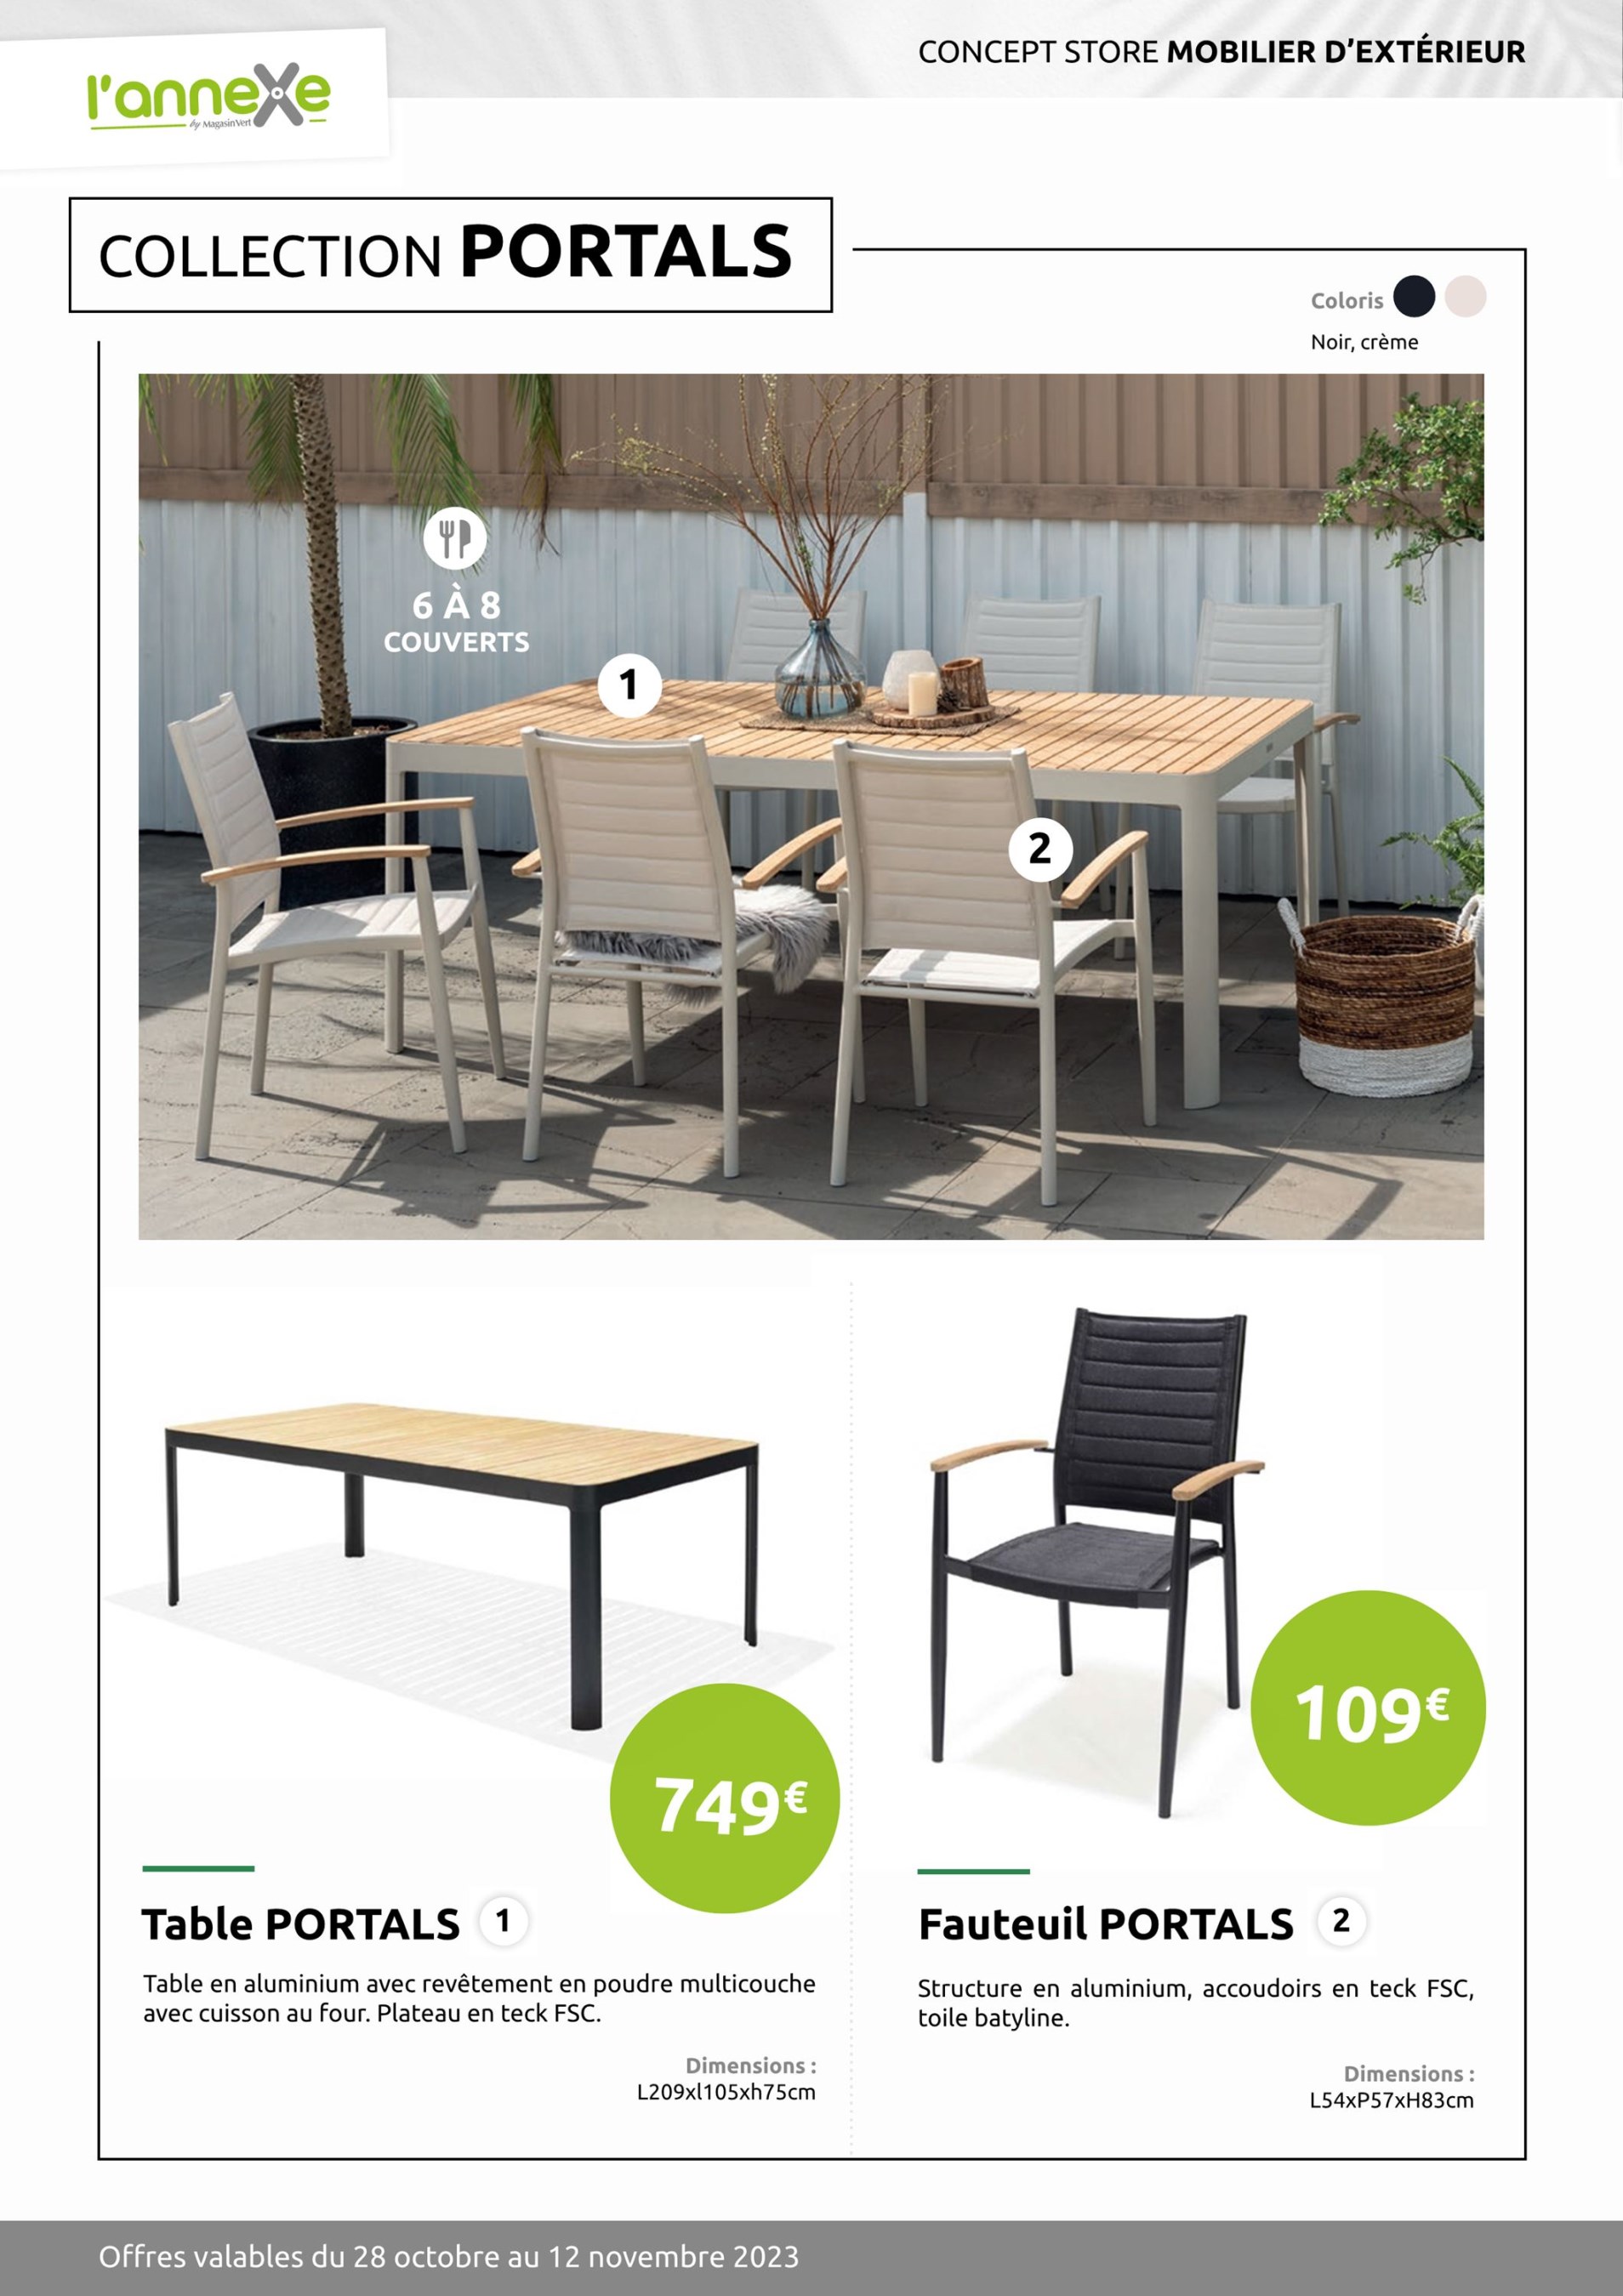 CONCEPT STORE MOBILIER D'EXTÉRIEUR
l'annexe
by MagasinVert
COLLECTION PORTALS
Coloris
Noir, crème
6 À 8
COUVERTS
1
2
749€
109€
Table PORTALS 1
Table en aluminium avec revêtement en poudre multicouche
avec cuisson au four. Plateau en teck FSC.
Dimensions :
L209xl105xh75cm
Fauteuil PORTALS 2
Structure en aluminium, accoudoirs en teck FSC,
toile batyline.
Dimensions :
L54xP57xH83cm
Offres valables du 28 octobre au 12 novembre 2023